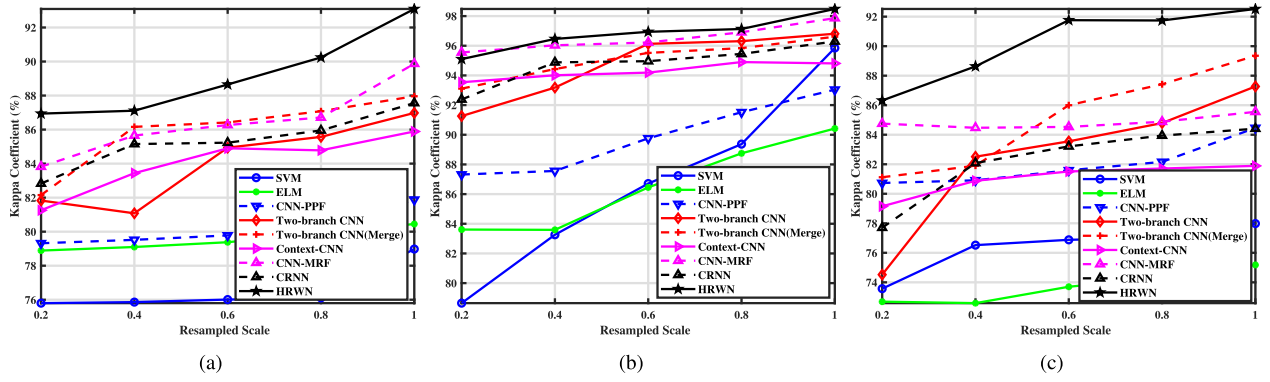 92
90
88
86
84
82
80
78
76
Kappa Coefficient (%)
0.2
0.4
0.6
0.8
1
Resampled Scale
SVM
ELM
CNN-PPF
Two-branch CNN
Two-branch CNN(Merge)
Context-CNN
CNN-MRF
CRNN
HRWN
(a)
98
96
94
92
90
88
86
84
82
80
Kappa Coefficient (%)
0.2
0.4
0.6
0.8
1
Resampled Scale
SVM
ELM
CNN-PPF
Two-branch CNN
Two-branch CNN(Merge)
Context-CNN
CNN-MRF
CRNN
HRWN
(b)
92
90
88
86
84
82
80
78
76
74
Kappa Coefficient (%)
0.2
0.4
0.6
0.8
1
Resampled Scale
SVM
ELM
CNN-PPF
Two-branch CNN
Two-branch CNN(Merge)
Context-CNN
CNN-MRF
CRNN
HRWN
(c)